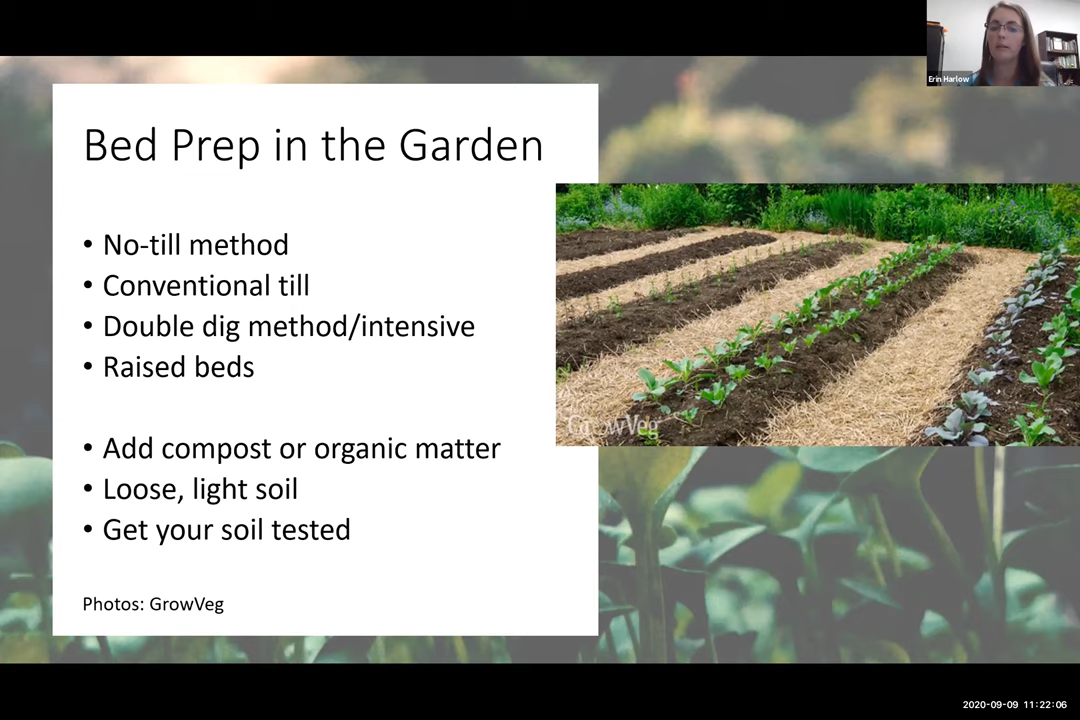 Erin Harlow
Bed Prep in the Garden
• No-till method
• Conventional till
• Double dig method/intensive
• Raised beds
• Add compost or organic matter
• Loose, light soil
• Get your soil tested
GrowVeg
Photos: GrowVeg
2020-09-09 11:22:06